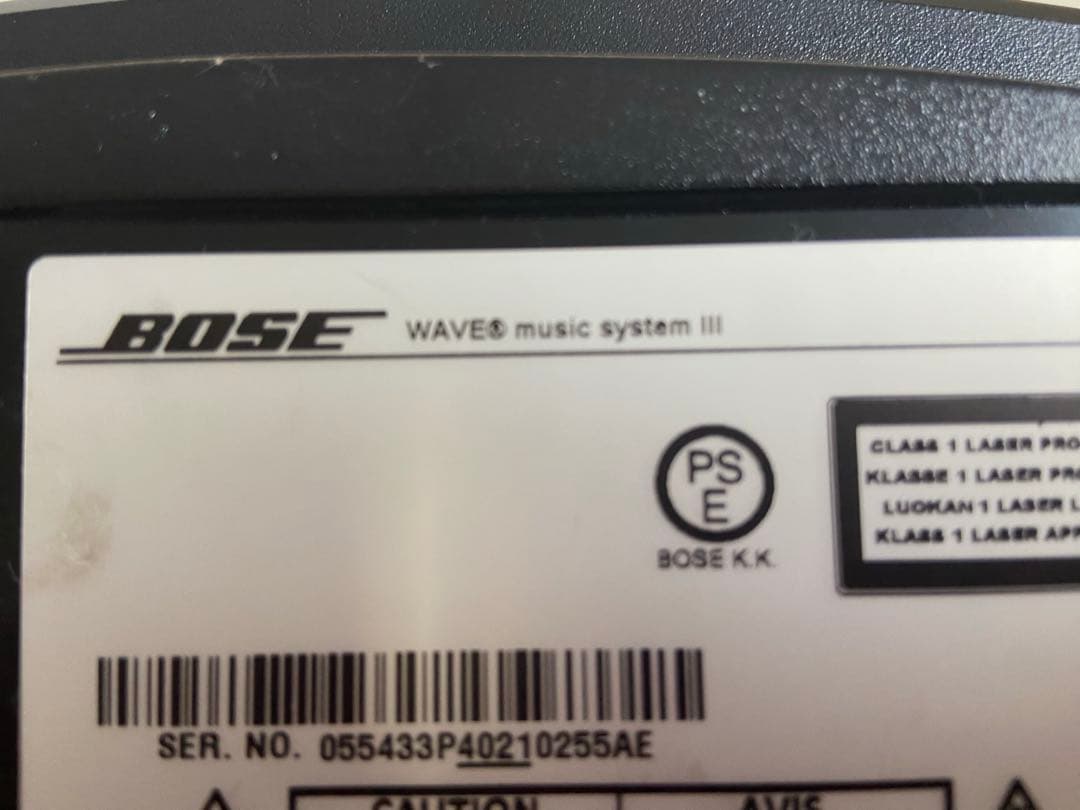 BOSE WAVE® music system III
PS
E
BOSE K.K.
CLASS 1 LASER
KLASSE 1 LASER
LUOKAN 1 LASER
KLASS 1 LASER
SER. NO. 055433P40210255AE
CAUTION AVIS